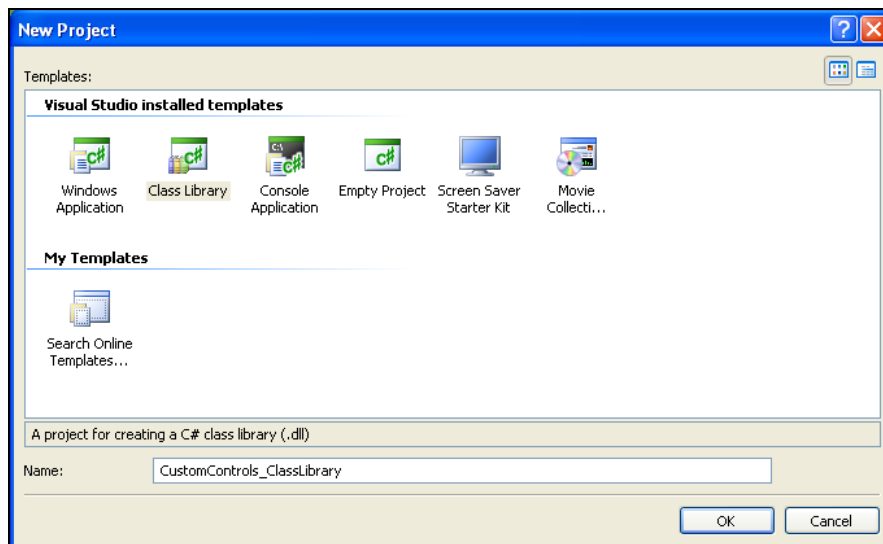 New Project
Templates:
Visual Studio installed templates
Windows Application
Class Library
Console Application
Empty Project
Screen Saver Starter Kit
Movie Collecti...
My Templates
Search Online Templates...
A project for creating a C# class library (.dll)
Name: CustomControls_ClassLibrary
OK Cancel